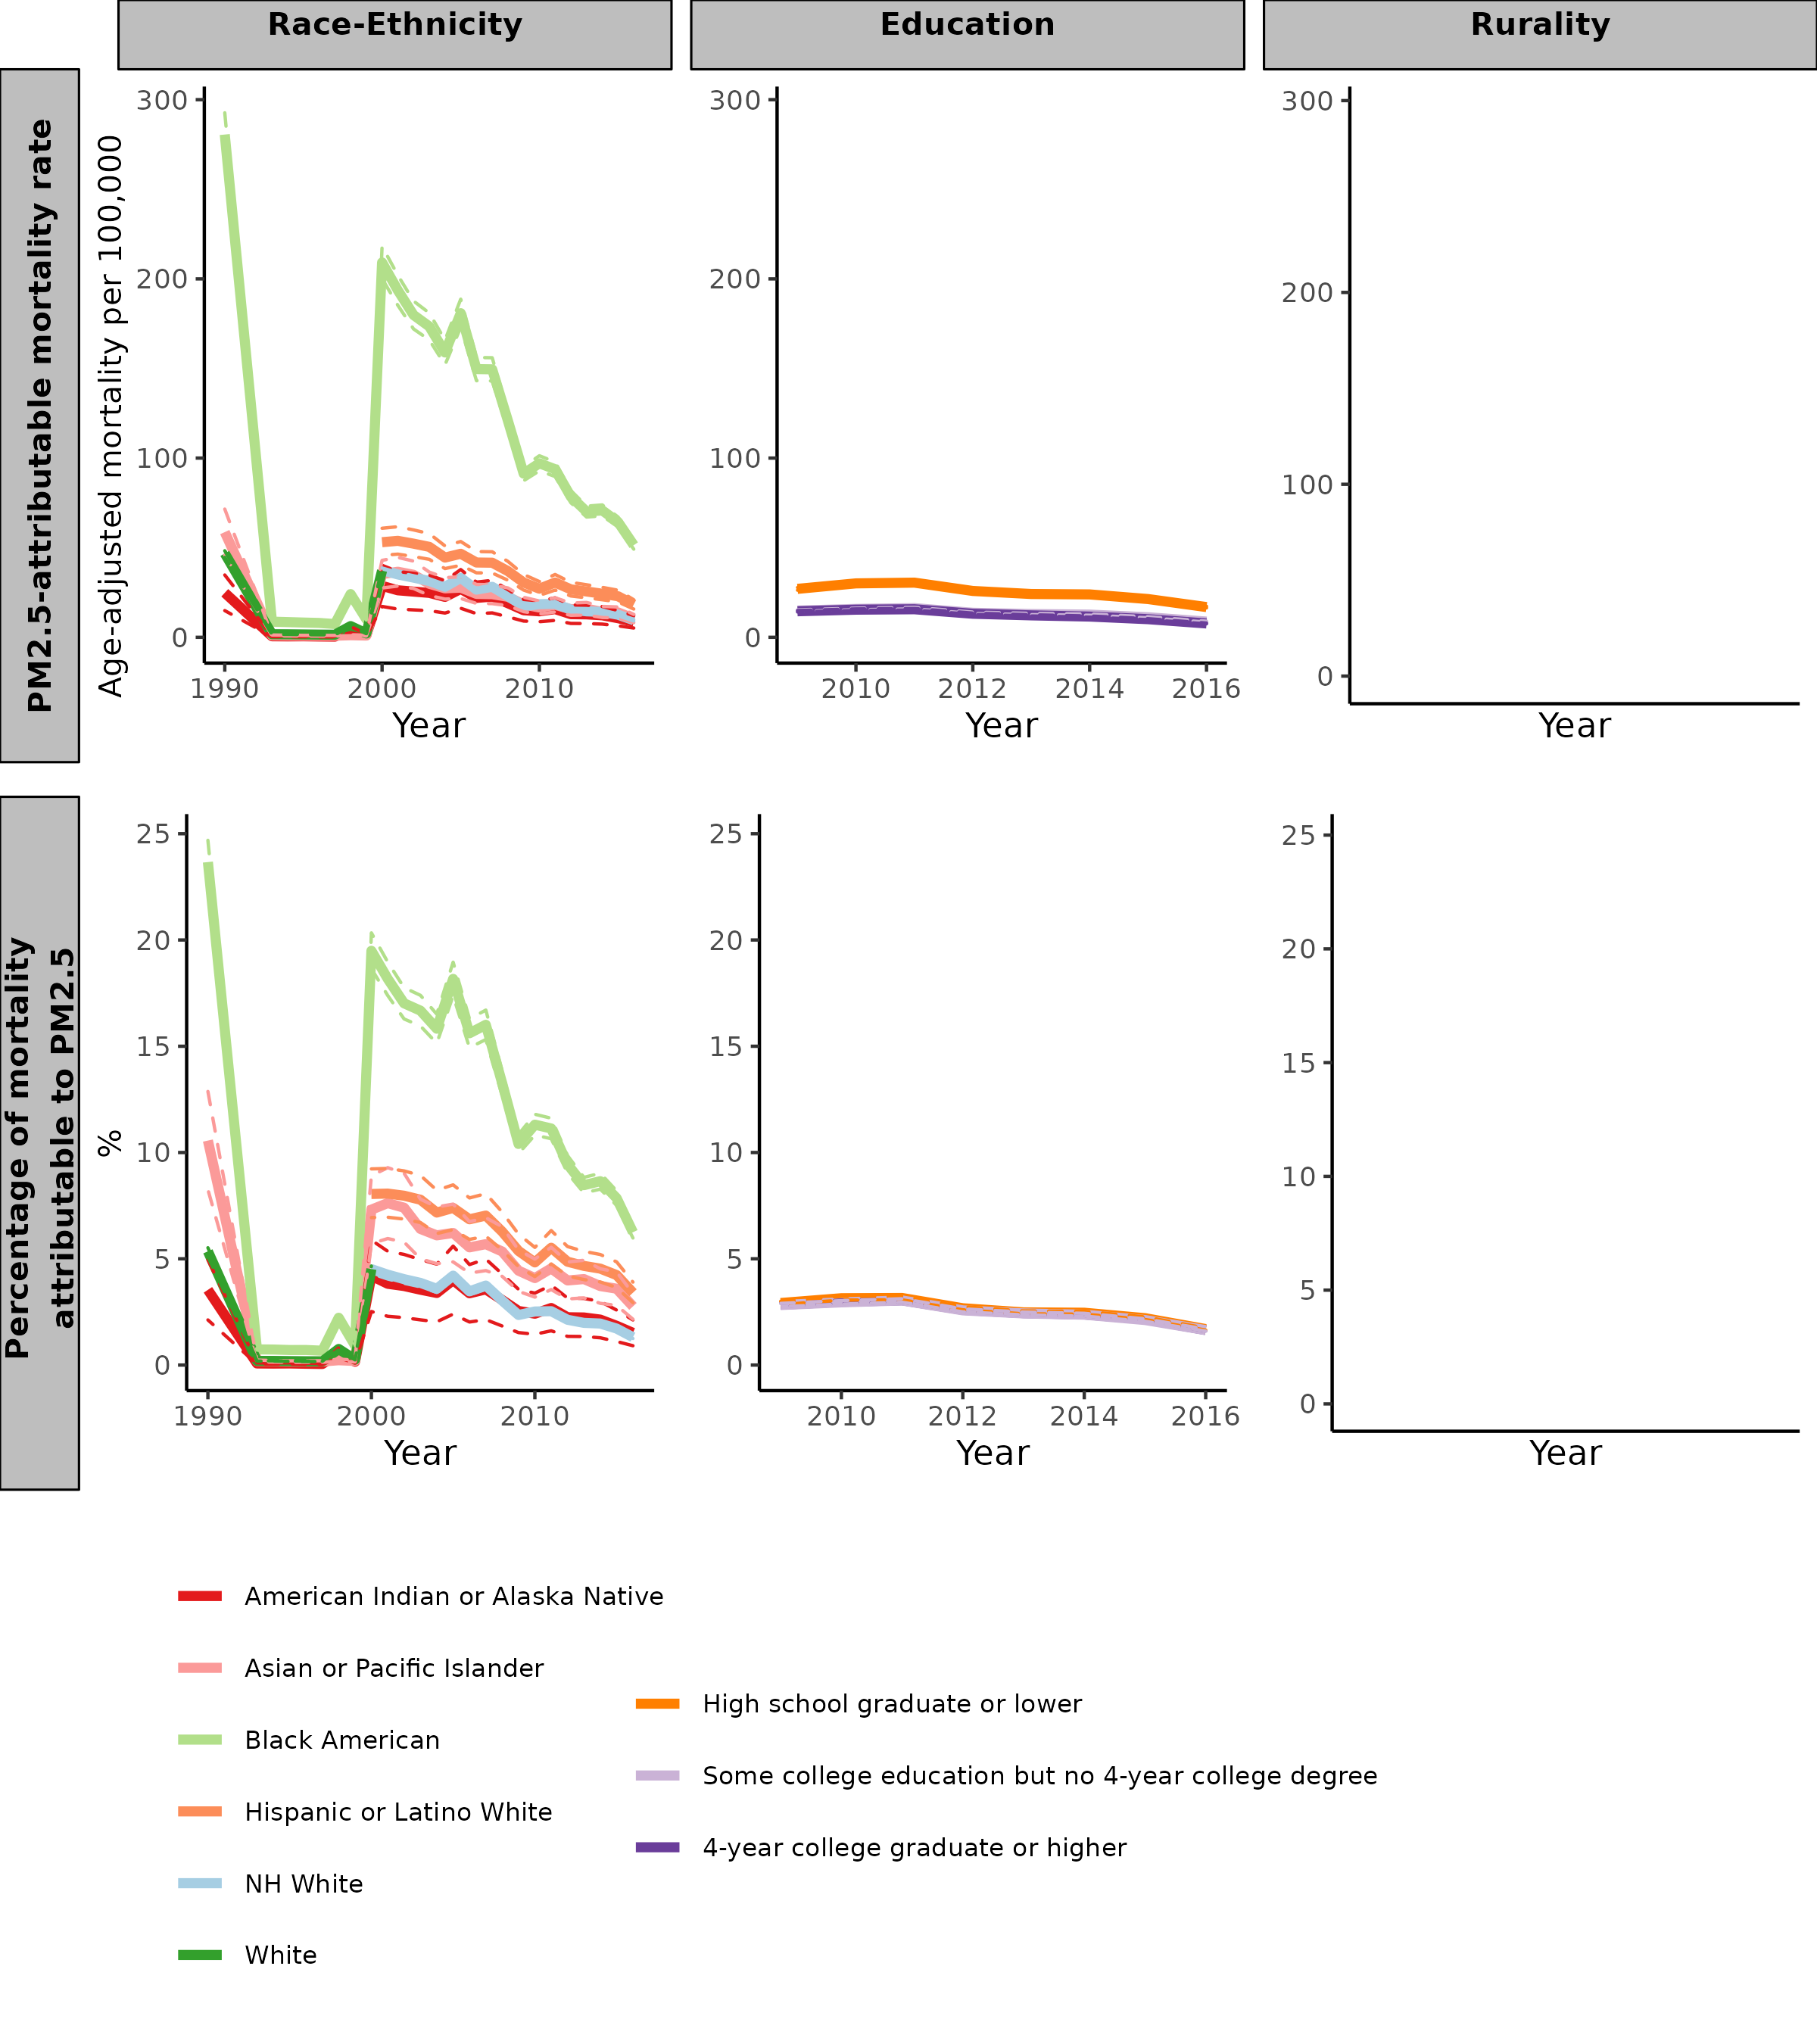 Race-Ethnicity
Education
Rurality
PM2.5-attributable mortality rate
Age-adjusted mortality per 100,000
300
200
100
0
1990
2000
2010
Year
300
200
100
0
2010
2012
2014
2016
Year
300
200
100
0
Year
Percentage of mortality
attributable to PM2.5
%
25
20
15
10
5
0
1990
2000
2010
Year
25
20
15
10
5
0
2010
2012
2014
2016
Year
25
20
15
10
5
0
Year
American Indian or Alaska Native
Asian or Pacific Islander
Black American
Hispanic or Latino White
NH White
White
High school graduate or lower
Some college education but no 4-year college degree
4-year college graduate or higher